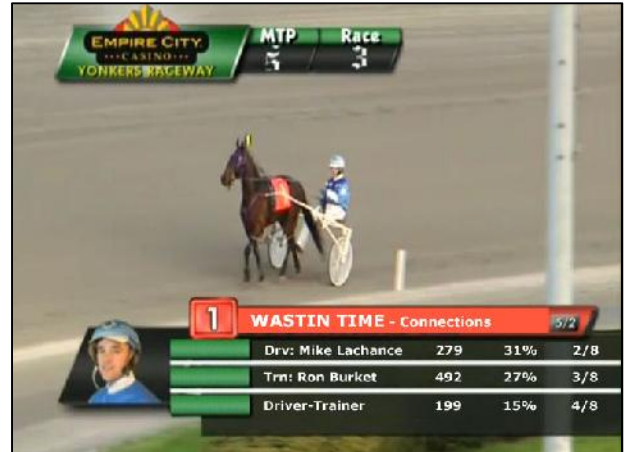 EMPIRE CITY
CASINO
YONKERS RACEWAY
MTP Race
3
1 WASTIN TIME - Connections 5/2
Drv: Mike Lachance 279 31% 2/8
Trn: Ron Burket 492 27% 3/8
Driver-Trainer 199 15% 4/8